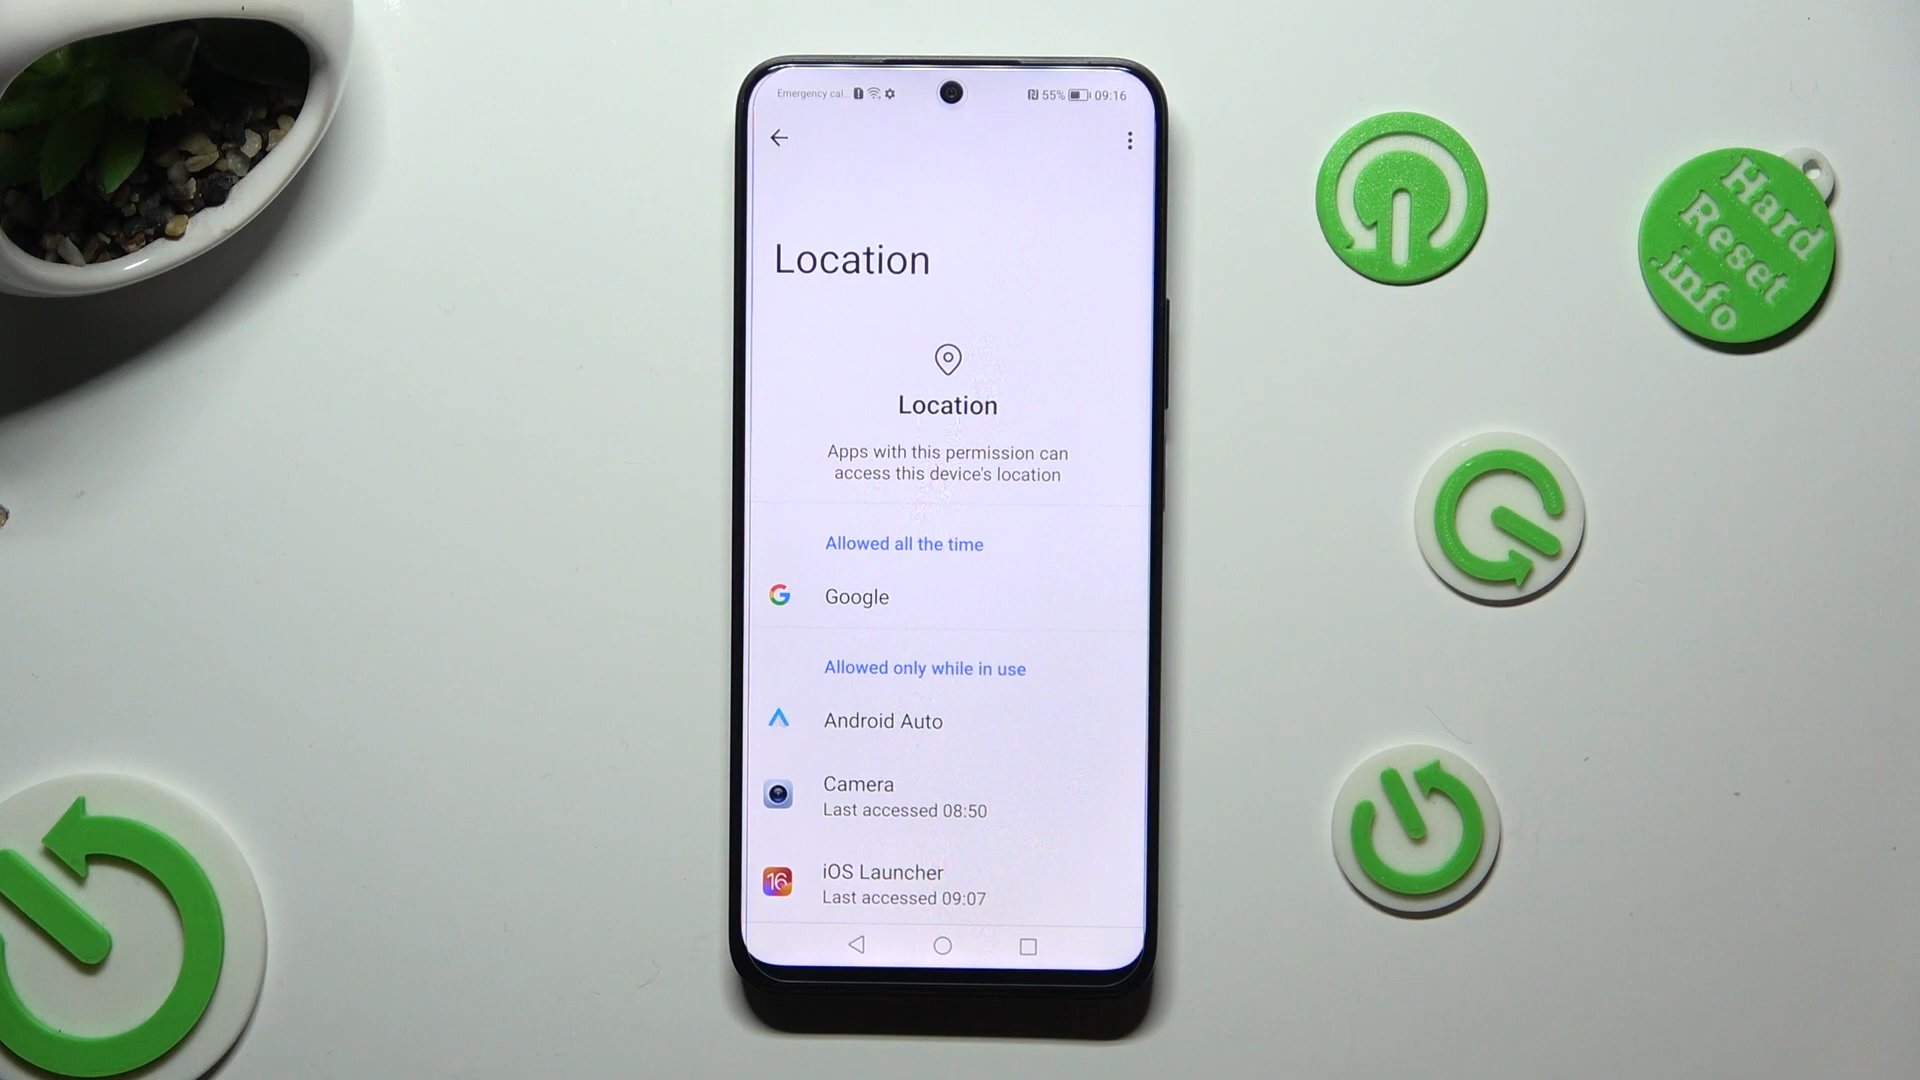 Emergency cal...
55% 09:16
Location
Location
Apps with this permission can
access this device's location
Allowed all the time
Google
Allowed only while in use
Android Auto
Camera
Last accessed 08:50
16
iOS Launcher
Last accessed 09:07
Hard
Reset
.info